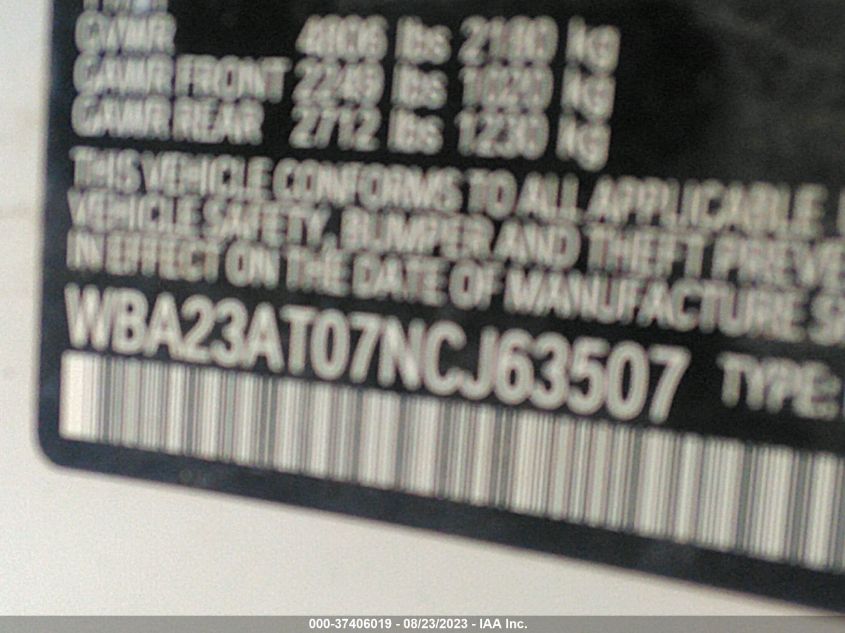 GVWR 4806 lbs 2180 kg
GAWR FRONT 2249 lbs 1020 kg
GAWR REAR 2712 lbs 1230 kg
THIS VEHICLE CONFORMS TO ALL APPLICABLE
VEHICLE SAFETY, BUMPER AND THEFT PREVE
IN EFFECT ON THE DATE OF MANUFACTURE S
WBA23AT07NCJ63507 TYPE:
000-37406019 - 08/23/2023 - IAA Inc.